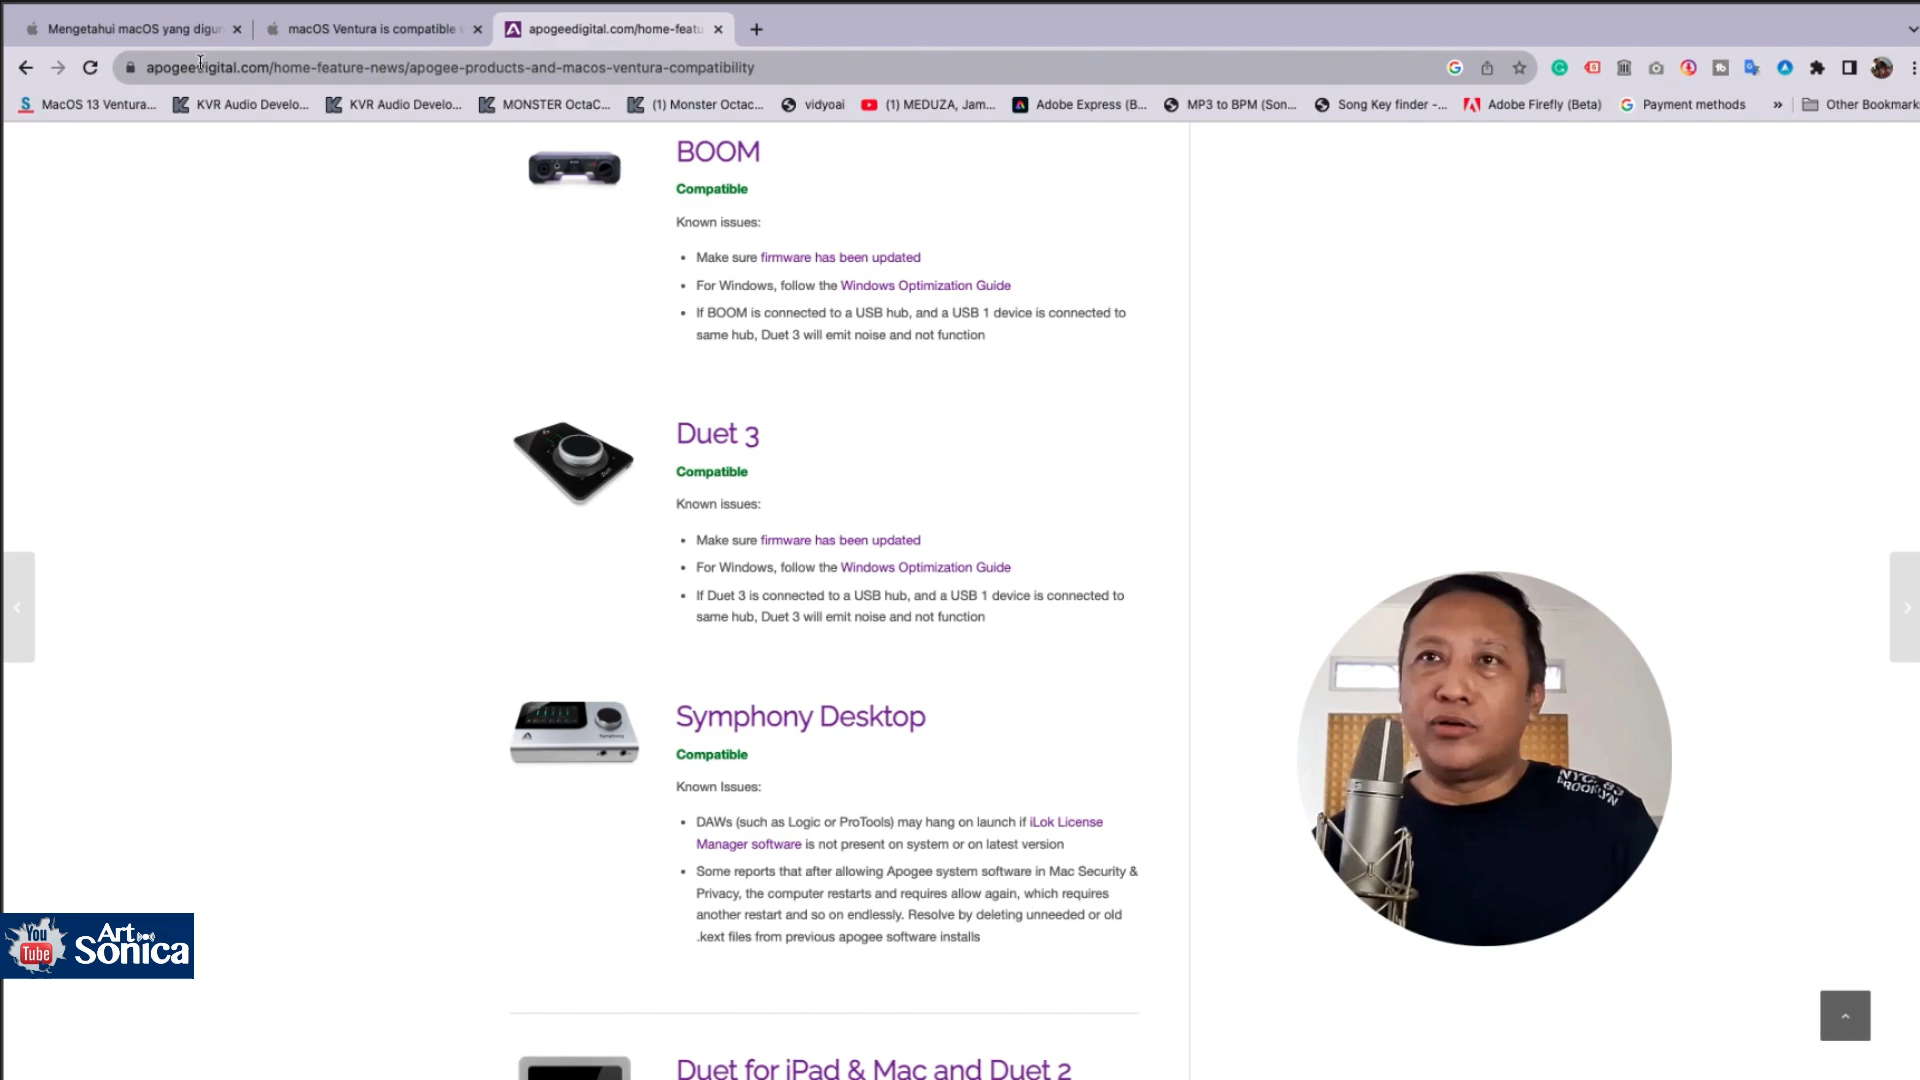 Mengetahui macOS yang digun
macOS Ventura is compatible w
apogeedigital.com/home-featu
apogeedigital.com/home-feature-news/apogee-products-and-macos-ventura-compatibility
MacOS 13 Ventura...
KVR Audio Develo...
KVR Audio Develo...
MONSTER OctaC...
(1) Monster Octac...
vidyoai
(1) MEDUZA, Jam...
Adobe Express (B...
MP3 to BPM (Son...
Song Key finder -...
Adobe Firefly (Beta)
Payment methods
»
Other Bookmark
BOOM
Compatible
Known issues:
• Make sure firmware has been updated
• For Windows, follow the Windows Optimization Guide
• If BOOM is connected to a USB hub, and a USB 1 device is connected to
same hub, Duet 3 will emit noise and not function
Duet 3
Compatible
Known issues:
• Make sure firmware has been updated
• For Windows, follow the Windows Optimization Guide
• If Duet 3 is connected to a USB hub, and a USB 1 device is connected to
same hub, Duet 3 will emit noise and not function
Symphony Desktop
Compatible
Known Issues:
• DAWs (such as Logic or ProTools) may hang on launch if iLok License
Manager software is not present on system or on latest version
• Some reports that after allowing Apogee system software in Mac Security &
Privacy, the computer restarts and requires allow again, which requires
another restart and so on endlessly. Resolve by deleting unneeded or old
.kext files from previous apogee software installs
Duet for iPad & Mac and Duet 2
NYC. 83
BROOKLYN
You
Tube
Art
Sonica